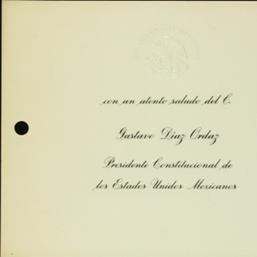 con un atento saludo del C.
Gustavo Díaz Ordaz
Presidente Constitucional de
los Estados Unidos Mexicanos